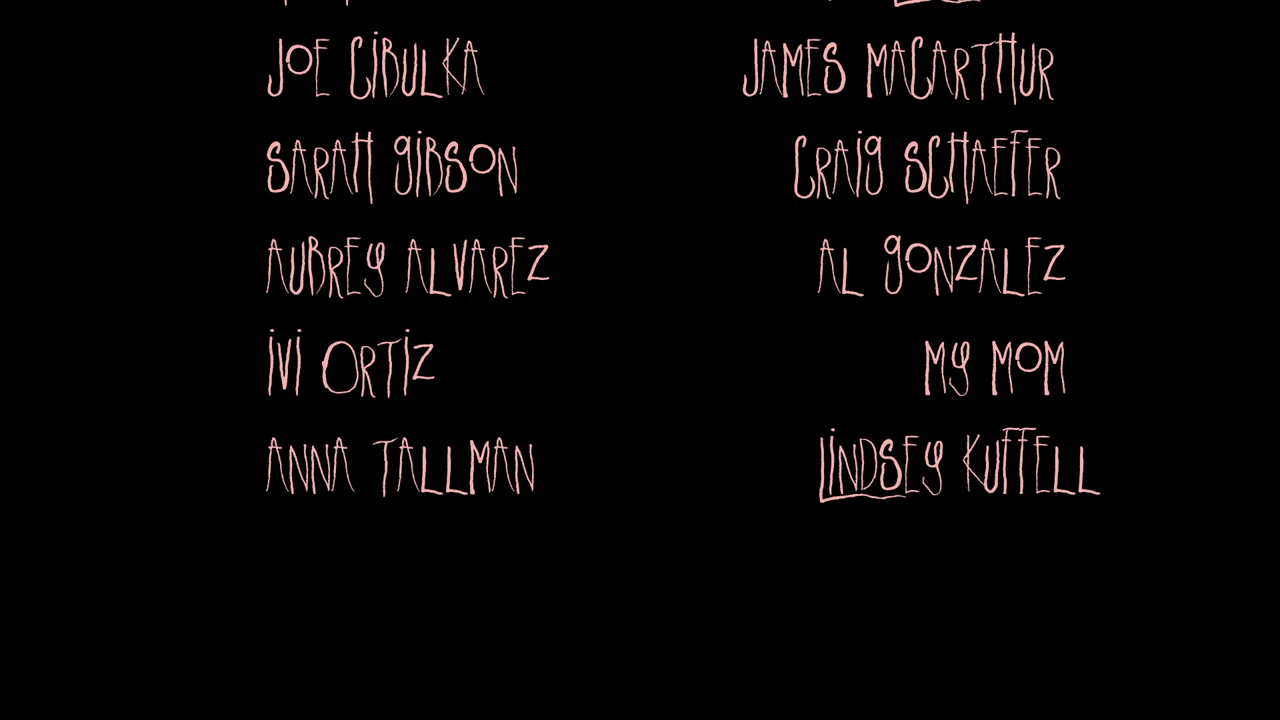 JOE CIBULKA JAMES MACARTHUR
SARAH GIBSON CRAIG SCHAEFER
AUBREY ALVAREZ AL GONZALEZ
IVI ORTIZ MY MOM
ANNA TALLMAN LINDSEY KUFFELL